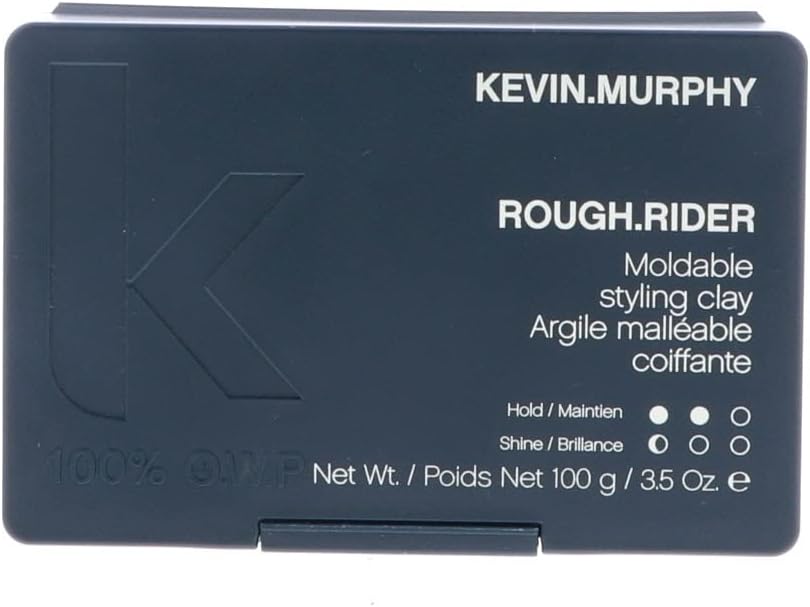 KEVIN.MURPHY
ROUGH.RIDER
Moldable
styling clay
Argile malléable
coiffante
Hold / Maintien
Shine / Brillance
100% O.W.P
Net Wt. / Poids Net 100 g / 3.5 Oz. ℮